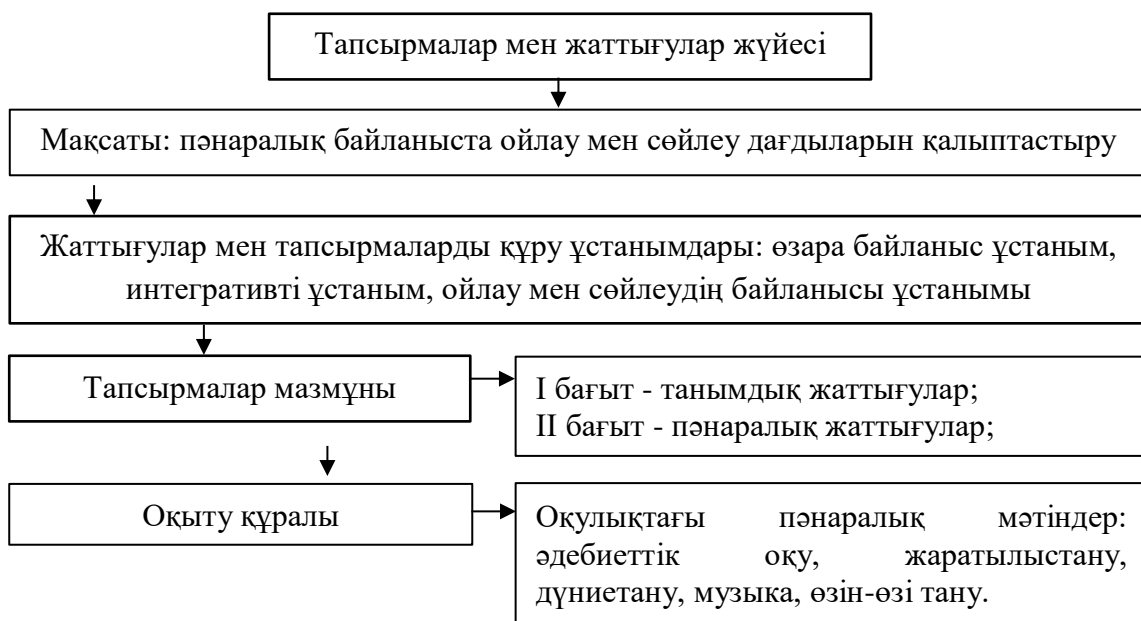 Тапсырмалар мен жаттығулар жүйесі
Мақсаты: пәнаралық байланыста ойлау мен сөйлеу дағдыларын қалыптастыру
Жаттығулар мен тапсырмаларды құру ұстанымдары: өзара байланыс ұстаным,
интегративті ұстаным, ойлау мен сөйлеудің байланысы ұстанымы
Тапсырмалар мазмұны
I бағыт - танымдық жаттығулар;
II бағыт - пәнаралық жаттығулар;
Оқыту құралы
Оқулықтағы пәнаралық мәтіндер:
әдебиеттік оқу, жаратылыстану,
дүниетану, музыка, өзін-өзі тану.